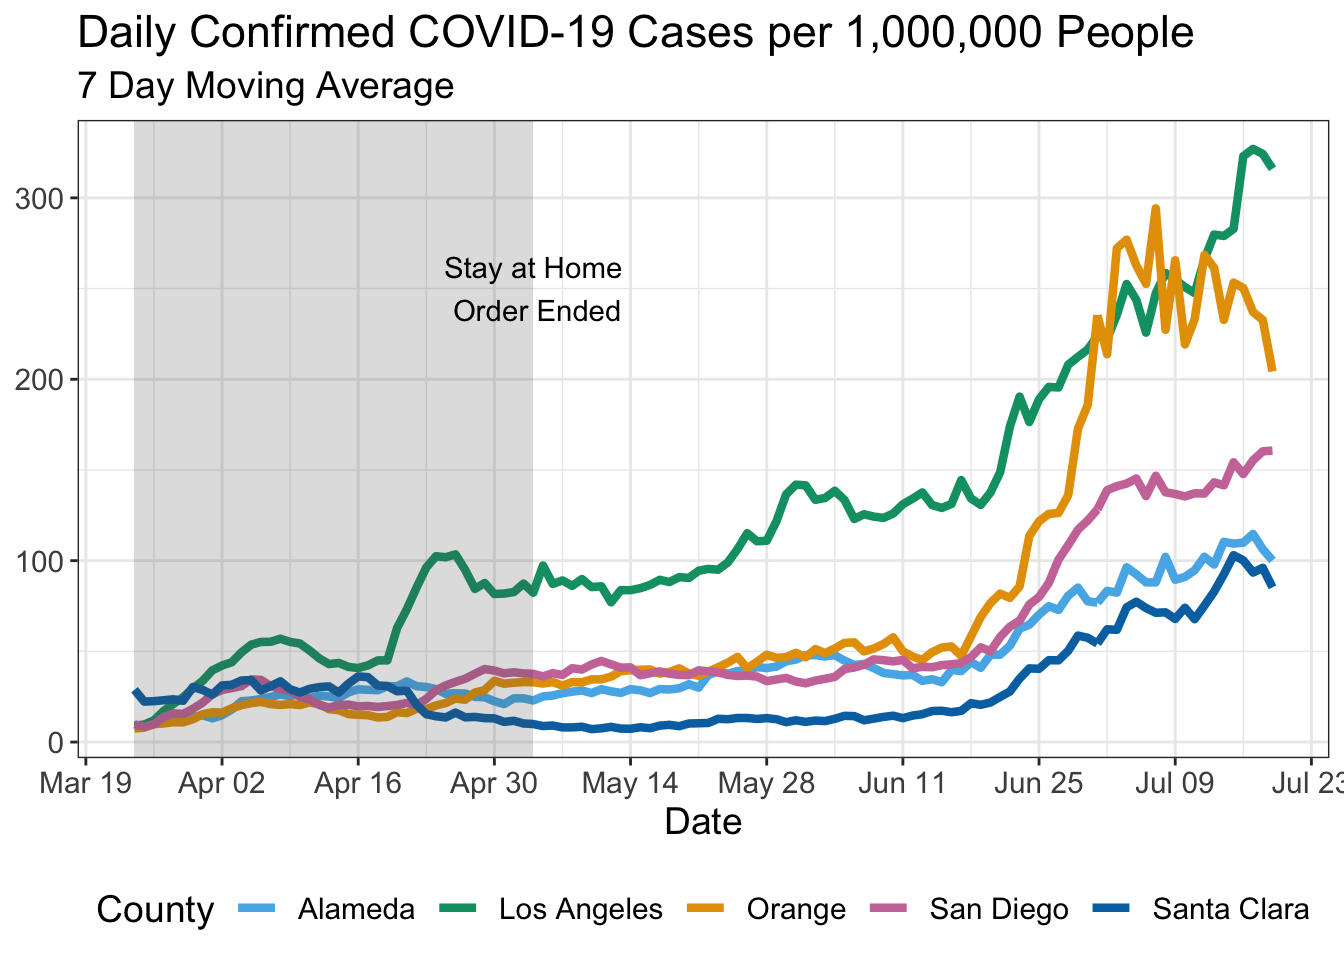 Daily Confirmed COVID-19 Cases per 1,000,000 People
7 Day Moving Average
300
200
100
0
Stay at Home
Order Ended
Mar 19 Apr 02 Apr 16 Apr 30 May 14 May 28 Jun 11 Jun 25 Jul 09 Jul 23
Date
County Alameda Los Angeles Orange San Diego Santa Clara